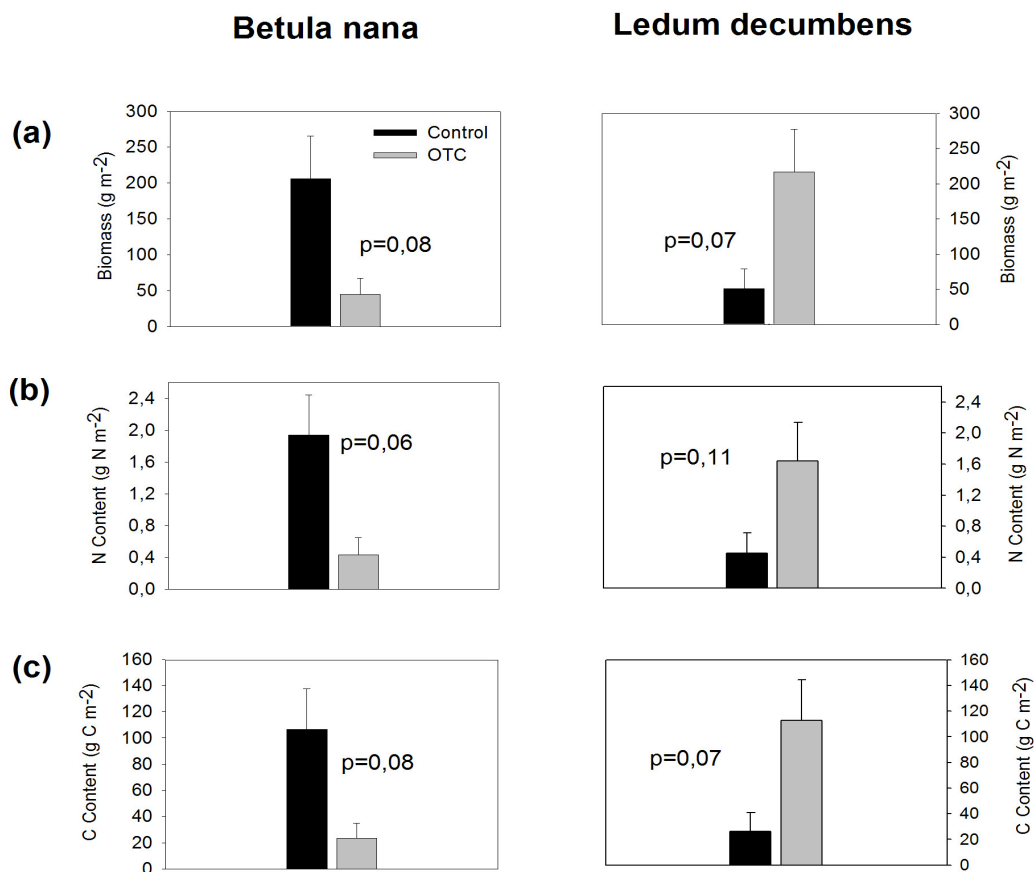 Betula nana
Ledum decumbens
(a)
Biomass (g m-2)
300
250
200
150
100
50
0
Control
OTC
p=0,08
p=0,07
300
250
200
150
100
50
0
Biomass (g m-2)
(b)
N Content (g N m-2)
2,4
2,0
1,6
1,2
0,8
0,4
0,0
p=0,06
p=0,11
2,4
2,0
1,6
1,2
0,8
0,4
0,0
N Content (g N m-2)
(c)
C Content (g C m-2)
160
140
120
100
80
60
40
20
0
p=0,08
p=0,07
160
140
120
100
80
60
40
20
0
C Content (g C m-2)